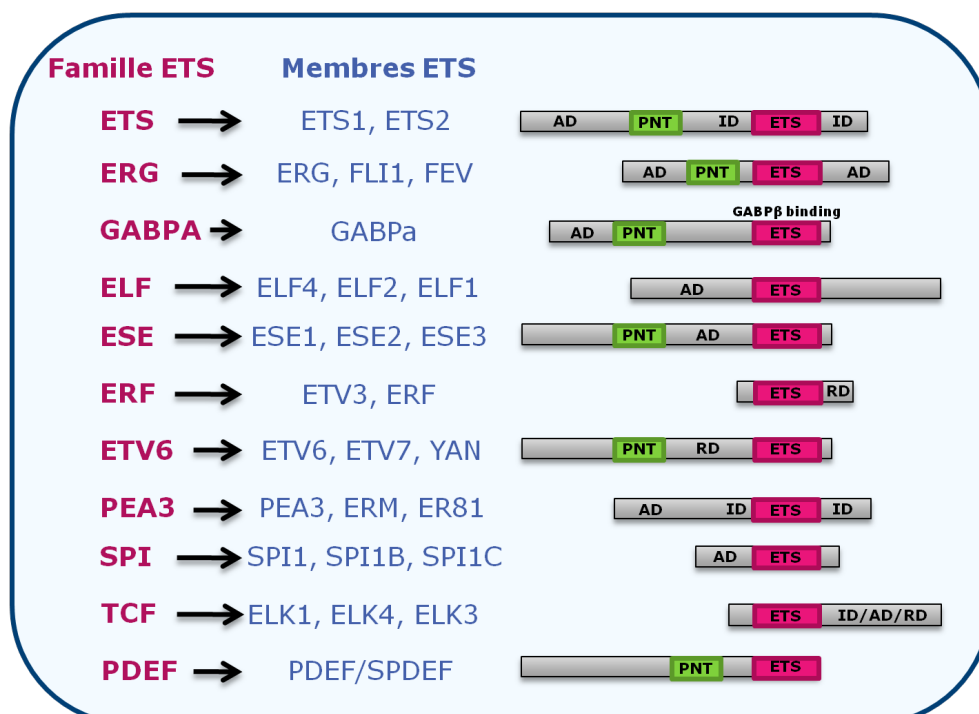 Famille ETS Membres ETS
ETS ETS1, ETS2 AD PNT ID ETS ID
ERG ERG, FLI1, FEV AD PNT ETS AD
GABPβ binding
GABPA GABPa AD PNT ETS
ELF ELF4, ELF2, ELF1 AD ETS
ESE ESE1, ESE2, ESE3 PNT AD ETS
ERF ETV3, ERF ETS RD
ETV6 ETV6, ETV7, YAN PNT RD ETS
PEA3 PEA3, ERM, ER81 AD ID ETS ID
SPI SPI1, SPI1B, SPI1C AD ETS
TCF ELK1, ELK4, ELK3 ETS ID/AD/RD
PDEF PDEF/SPDEF PNT ETS